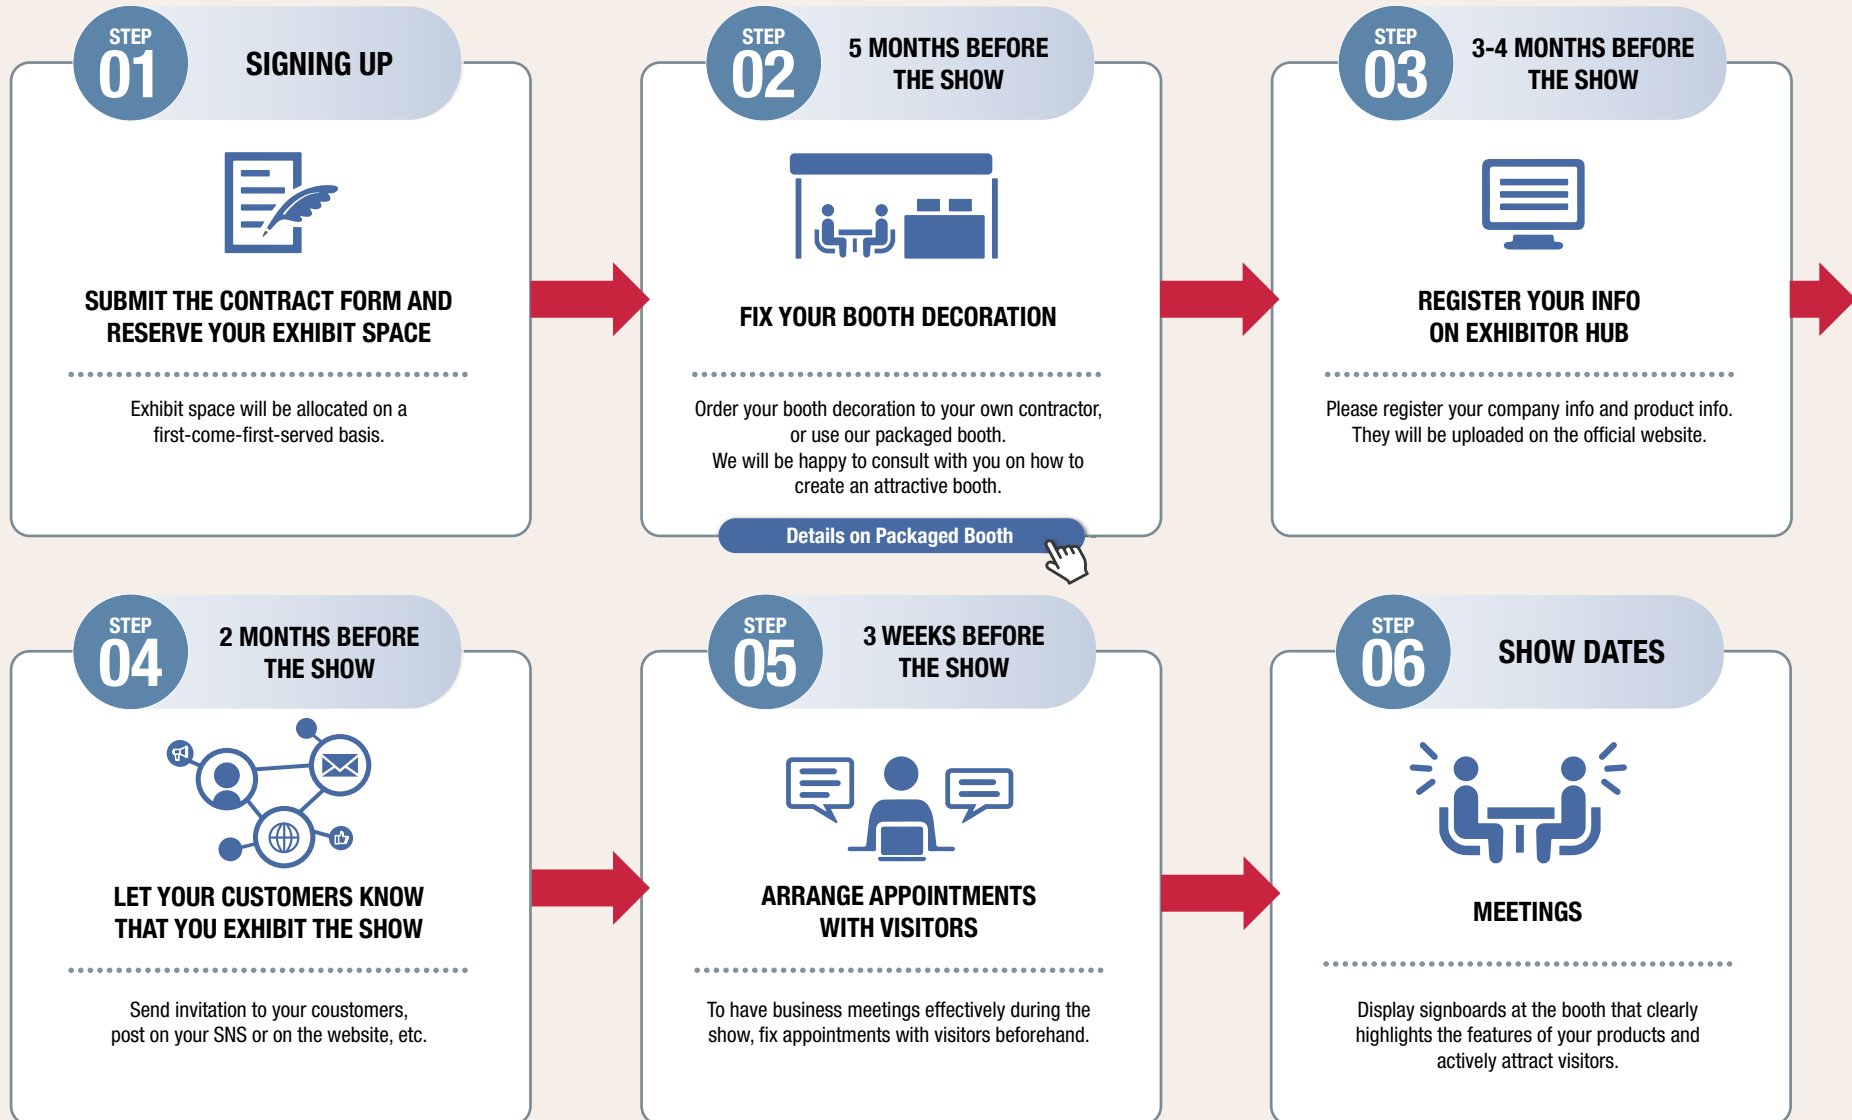 STEP
01
SIGNING UP
SUBMIT THE CONTRACT FORM AND
RESERVE YOUR EXHIBIT SPACE
Exhibit space will be allocated on a
first-come-first-served basis.
STEP
02
5 MONTHS BEFORE
THE SHOW
FIX YOUR BOOTH DECORATION
Order your booth decoration to your own contractor,
or use our packaged booth.
We will be happy to consult with you on how to
create an attractive booth.
Details on Packaged Booth
STEP
03
3-4 MONTHS BEFORE
THE SHOW
REGISTER YOUR INFO
ON EXHIBITOR HUB
Please register your company info and product info.
They will be uploaded on the official website.
STEP
04
2 MONTHS BEFORE
THE SHOW
LET YOUR CUSTOMERS KNOW
THAT YOU EXHIBIT THE SHOW
Send invitation to your coustomers,
post on your SNS or on the website, etc.
STEP
05
3 WEEKS BEFORE
THE SHOW
ARRANGE APPOINTMENTS
WITH VISITORS
To have business meetings effectively during the
show, fix appointments with visitors beforehand.
STEP
06
SHOW DATES
MEETINGS
Display signboards at the booth that clearly
highlights the features of your products and
actively attract visitors.